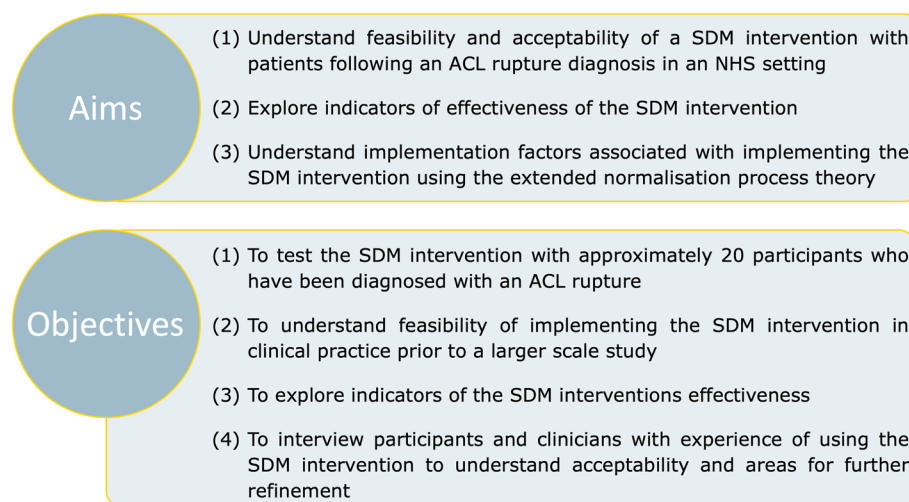 Aims
(1) Understand feasibility and acceptability of a SDM intervention with
patients following an ACL rupture diagnosis in an NHS setting
(2) Explore indicators of effectiveness of the SDM intervention
(3) Understand implementation factors associated with implementing the
SDM intervention using the extended normalisation process theory
Objectives
(1) To test the SDM intervention with approximately 20 participants who
have been diagnosed with an ACL rupture
(2) To understand feasibility of implementing the SDM intervention in
clinical practice prior to a larger scale study
(3) To explore indicators of the SDM interventions effectiveness
(4) To interview participants and clinicians with experience of using the
SDM intervention to understand acceptability and areas for further
refinement